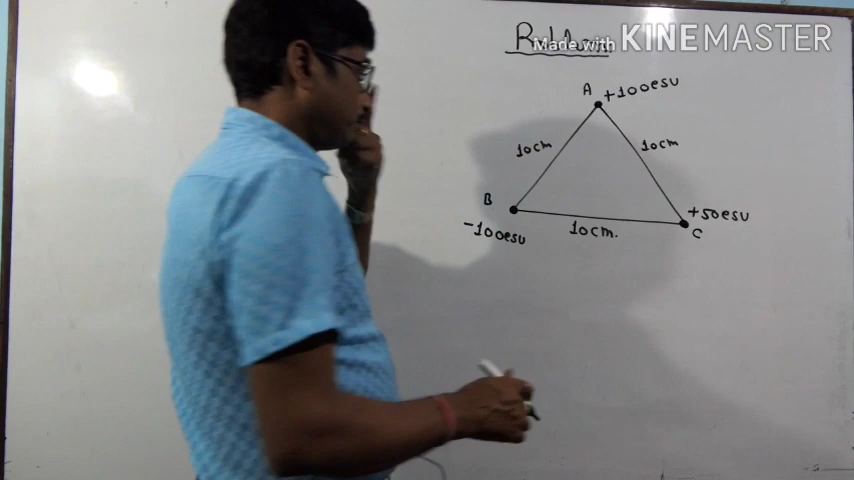 Made with KINEMASTER
A +100esu
10cm 10cm
B
+50esu
-100esu 10cm. C